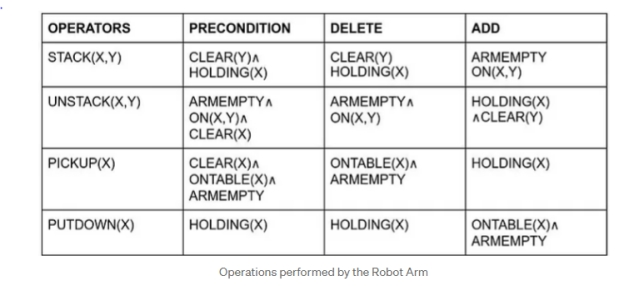 OPERATORS PRECONDITION DELETE ADD
STACK(X,Y) CLEAR(Y)∧ CLEAR(Y) ARMEMPTY
HOLDING(X) HOLDING(X) ON(X,Y)
UNSTACK(X,Y) ARMEMPTY∧ ARMEMPTY∧ HOLDING(X)
ON(X,Y)∧ ON(X,Y) ∧CLEAR(Y)
CLEAR(X)
PICKUP(X) CLEAR(X)∧ ONTABLE(X)∧ HOLDING(X)
ONTABLE(X)∧ ARMEMPTY
ARMEMPTY
PUTDOWN(X) HOLDING(X) HOLDING(X) ONTABLE(X)∧
ARMEMPTY
Operations performed by the Robot Arm